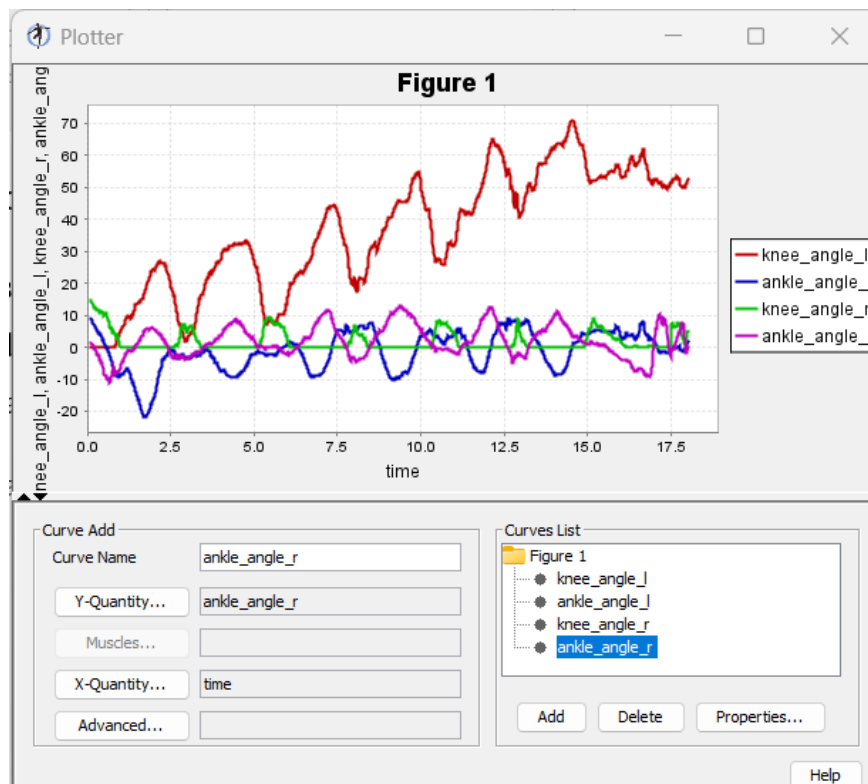 Plotter
Figure 1
knee_angle_l, ankle_angle_l, knee_angle_r, ankle_ang
70
60
50
40
30
20
10
0
-10
-20
0.0 2.5 5.0 7.5 10.0 12.5 15.0 17.5
time
knee_angle_l
ankle_angle_
knee_angle_r
ankle_angle_
Curve Add
Curve Name ankle_angle_r
Y-Quantity... ankle_angle_r
Muscles...
X-Quantity... time
Advanced...
Curves List
Figure 1
knee_angle_l
ankle_angle_l
knee_angle_r
ankle_angle_r
Add Delete Properties...
Help